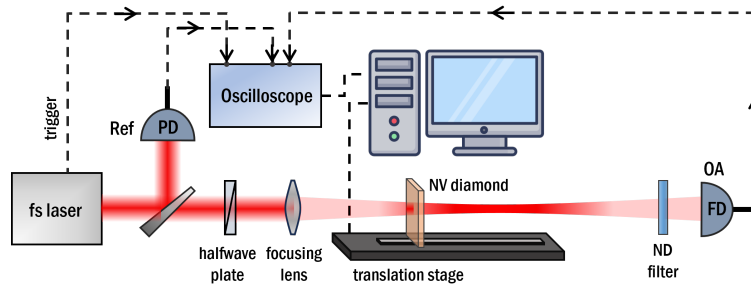 trigger
Ref
PD
Oscilloscope
fs laser
halfwave
plate
focusing
lens
NV diamond
translation stage
OA
FD
ND
filter